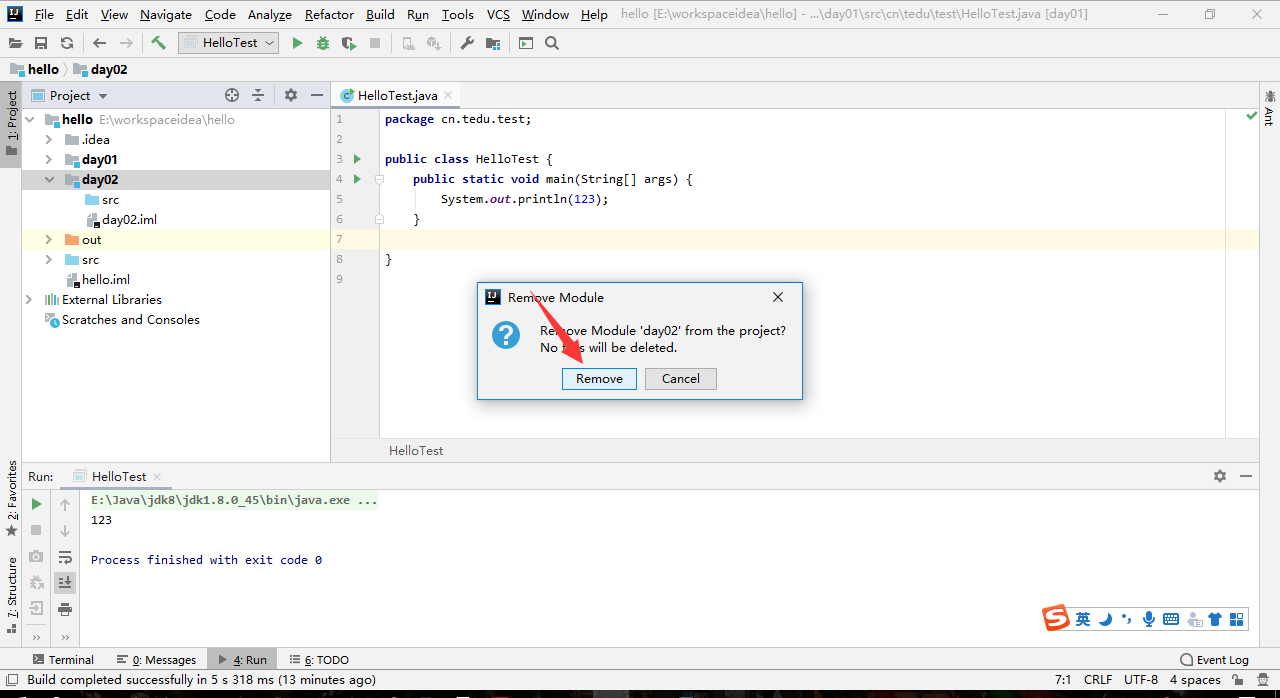 File Edit View Navigate Code Analyze Refactor Build Run Tools VCS Window Help hello [E:\workspaceidea\hello] - ...\day01\src\cn\tedu\test\HelloTest.java [day01]
HelloTest
hello day02
Project
HelloTest.java
1: Project
Ant
hello E:\workspaceidea\hello
.idea
day01
day02
src
day02.iml
out
src
hello.iml
External Libraries
Scratches and Consoles
1 package cn.tedu.test;
2
3 public class HelloTest {
4 public static void main(String[] args) {
5 System.out.println(123);
6 }
7
8 }
9
Remove Module
Remove Module 'day02' from the project?
No will be deleted.
Remove Cancel
HelloTest
2: Favorites
7: Structure
Run: HelloTest
E:\Java\jdk8\jdk1.8.0_45\bin\java.exe ...
123
Process finished with exit code 0
英
Terminal 0: Messages 4: Run 6: TODO Event Log
Build completed successfully in 5 s 318 ms (13 minutes ago) 7:1 CRLF UTF-8 4 spaces